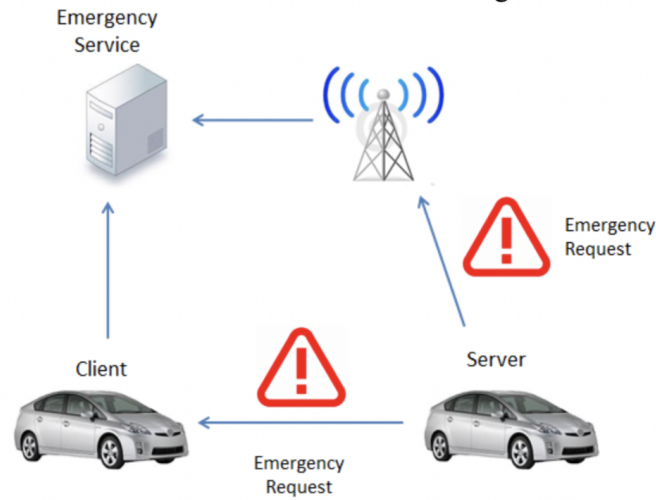 Emergency
Service
Emergency
Request
Client
Server
Emergency
Request